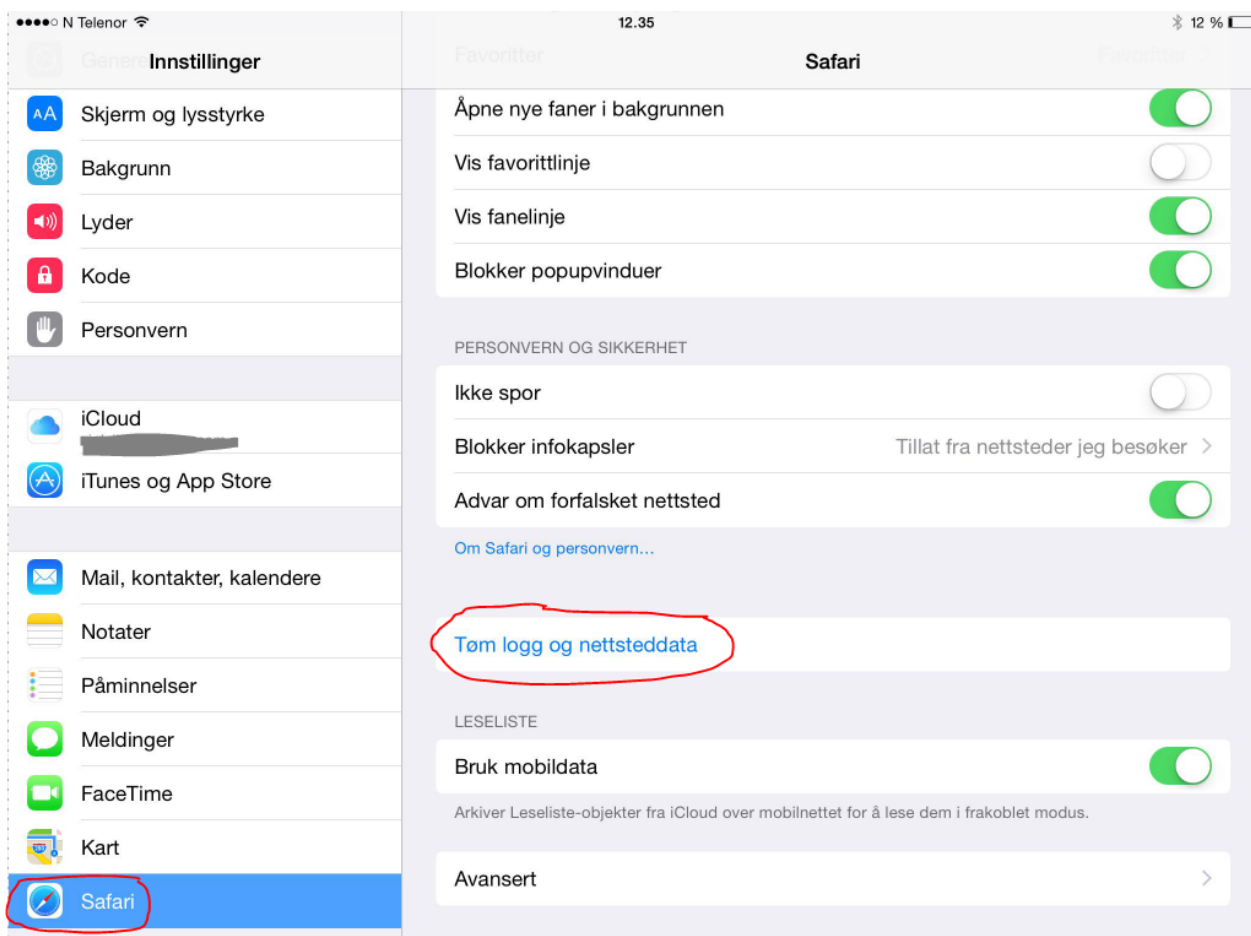 N Telenor 12.35 12 %
Genere
Innstillinger
Skjerm og lysstyrke
Bakgrunn
Lyder
Kode
Personvern
iCloud
iTunes og App Store
Mail, kontakter, kalendere
Notater
Påminnelser
Meldinger
FaceTime
Kart
Safari
Favoritter Favoritter
Safari
Åpne nye faner i bakgrunnen
Vis favorittlinje
Vis fanelinje
Blokker popupvinduer
PERSONVERN OG SIKKERHET
Ikke spor
Blokker infokapsler Tillat fra nettsteder jeg besøker
Advar om forfalsket nettsted
Om Safari og personvern...
Tøm logg og nettsteddata
LESELISTE
Bruk mobildata
Arkiver Leseliste-objekter fra iCloud over mobilnettet for å lese dem i frakoblet modus.
Avansert